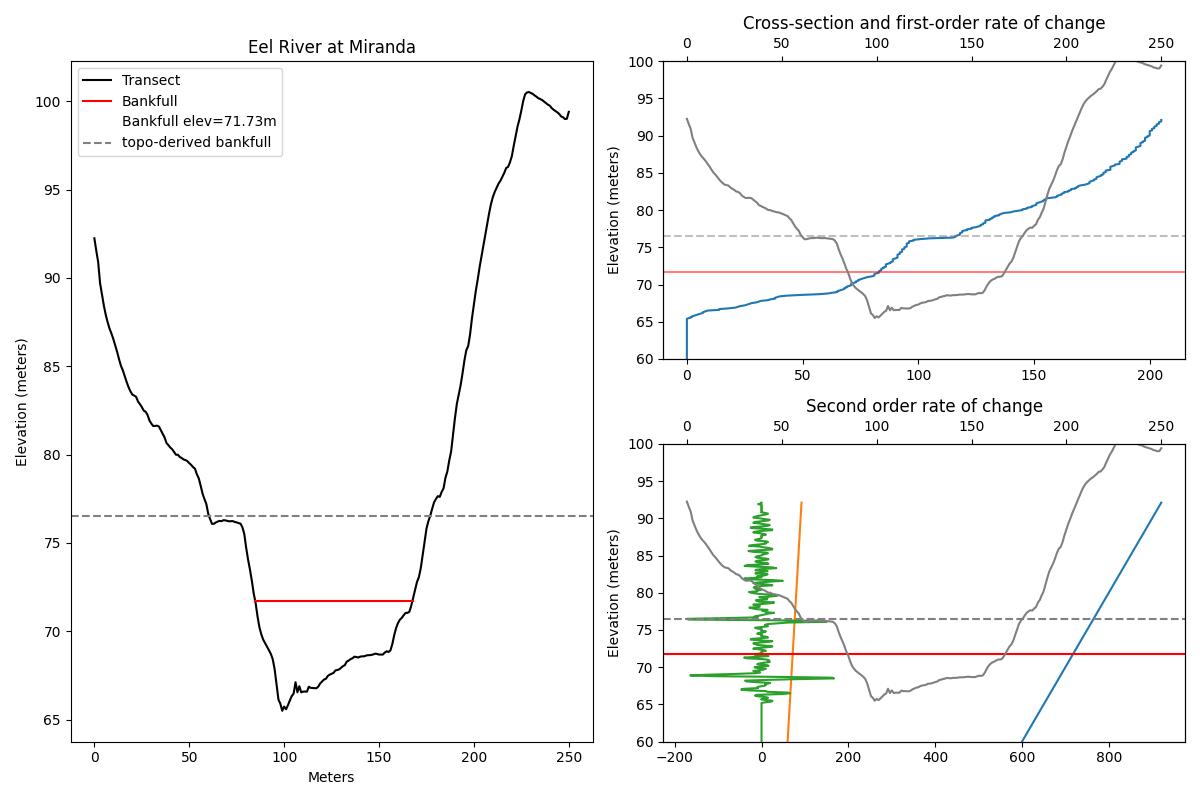 Eel River at Miranda
Transect
Bankfull
Bankfull elev=71.73m
topo-derived bankfull
100
95
90
85
80
75
70
65
Elevation (meters)
0 50 100 150 200 250
Meters
Cross-section and first-order rate of change
0 50 100 150 200 250
100
95
90
85
80
75
70
65
60
Elevation (meters)
0 50 100 150 200
Second order rate of change
0 50 100 150 200 250
100
95
90
85
80
75
70
65
60
Elevation (meters)
−200 0 200 400 600 800